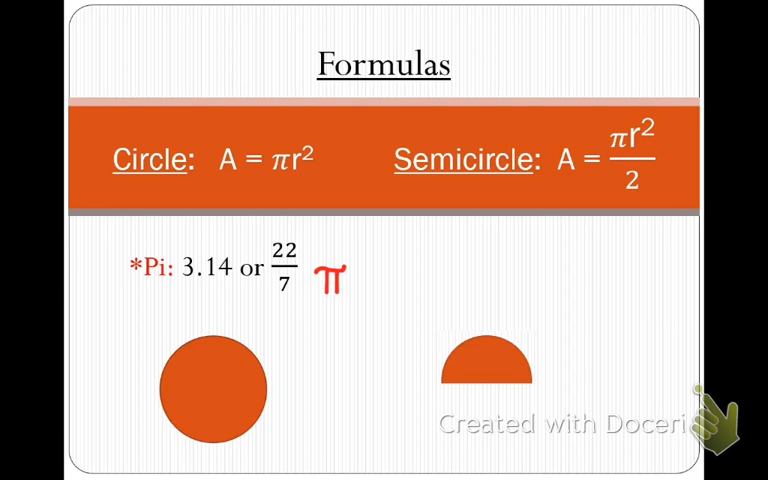 Formulas
Circle: A = πr² Semicircle: A = πr²/2
*Pi: 3.14 or 22/7 π
Created with Doceri